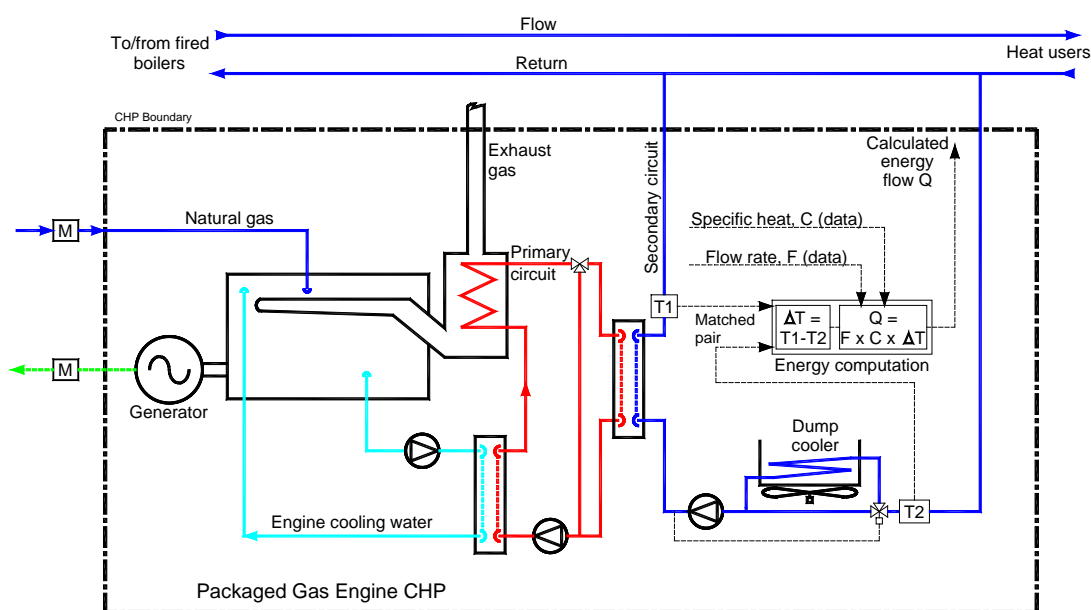 Flow
To/from fired
boilers
Heat users
Return
CHP Boundary
Exhaust
gas
Secondary circuit
Calculated
energy
flow Q
Natural gas
M
Specific heat, C (data)
Primary
circuit
Flow rate, F (data)
T1
Matched
pair
ΔT =
T1-T2
Q =
F x C x ΔT
Energy computation
M
Generator
Dump
cooler
Engine cooling water
T2
Packaged Gas Engine CHP